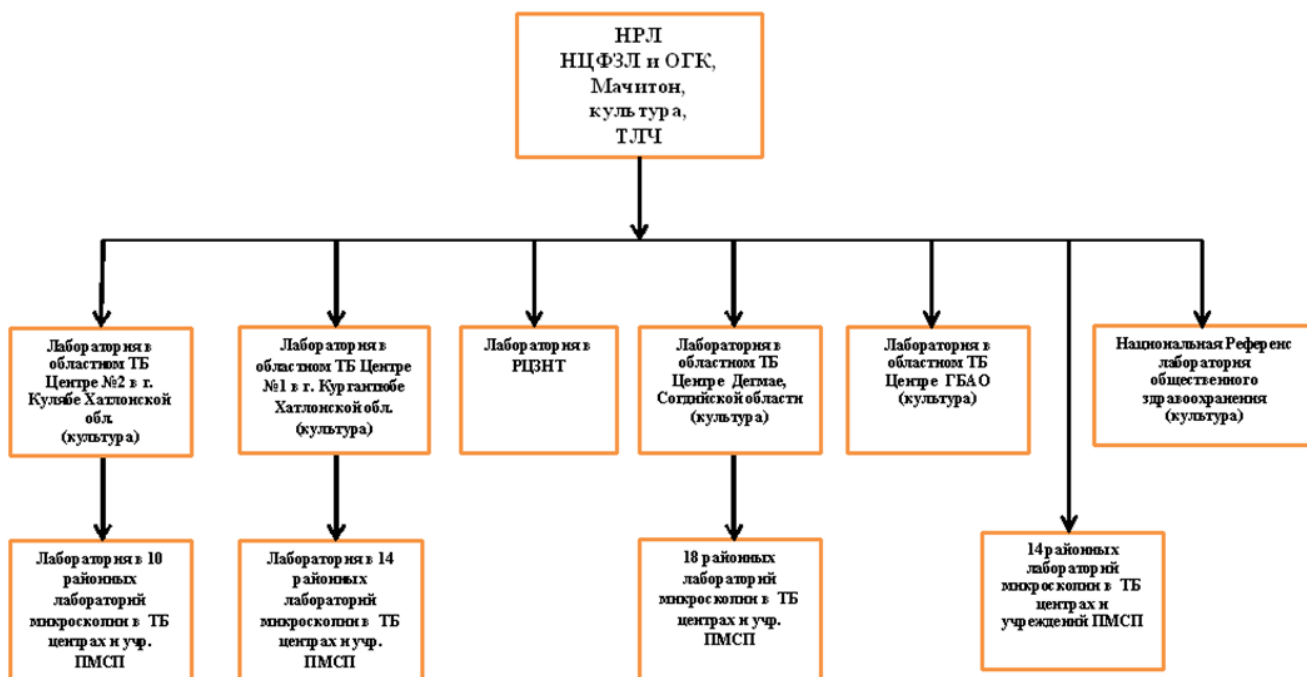 НРЛ
НЦФЗЛ и ОГК,
Мачитон,
культура,
ТЛЧ
Лаборатория в
областном ТБ
Центре №2 в г.
Кулябе Хатлонской
обл.
(культура)
Лаборатория в
областном ТБ Центре
№1 в г. Кургантюбе
Хатлонской обл.
(культура)
Лаборатория в
РЦЗНТ
Лаборатория в
областном ТБ
Центре Дегмае,
Согдийской области
(культура)
Лаборатория в
областном ТБ
Центре ГБАО
(культура)
Национальная Референс
лаборатория
общественного
здравоохранения
(культура)
Лаборатория в 10
районных
лабораторий
микроскопии в ТБ
центрах и учр.
ПМСП
Лаборатория в 14
районных
лабораторий
микроскопии в ТБ
центрах и учр.
ПМСП
18 районных
лабораторий
микроскопии в ТБ
центрах и учр.
ПМСП
14 районных
лабораторий
микроскопии в ТБ
центрах и
учреждений ПМСП